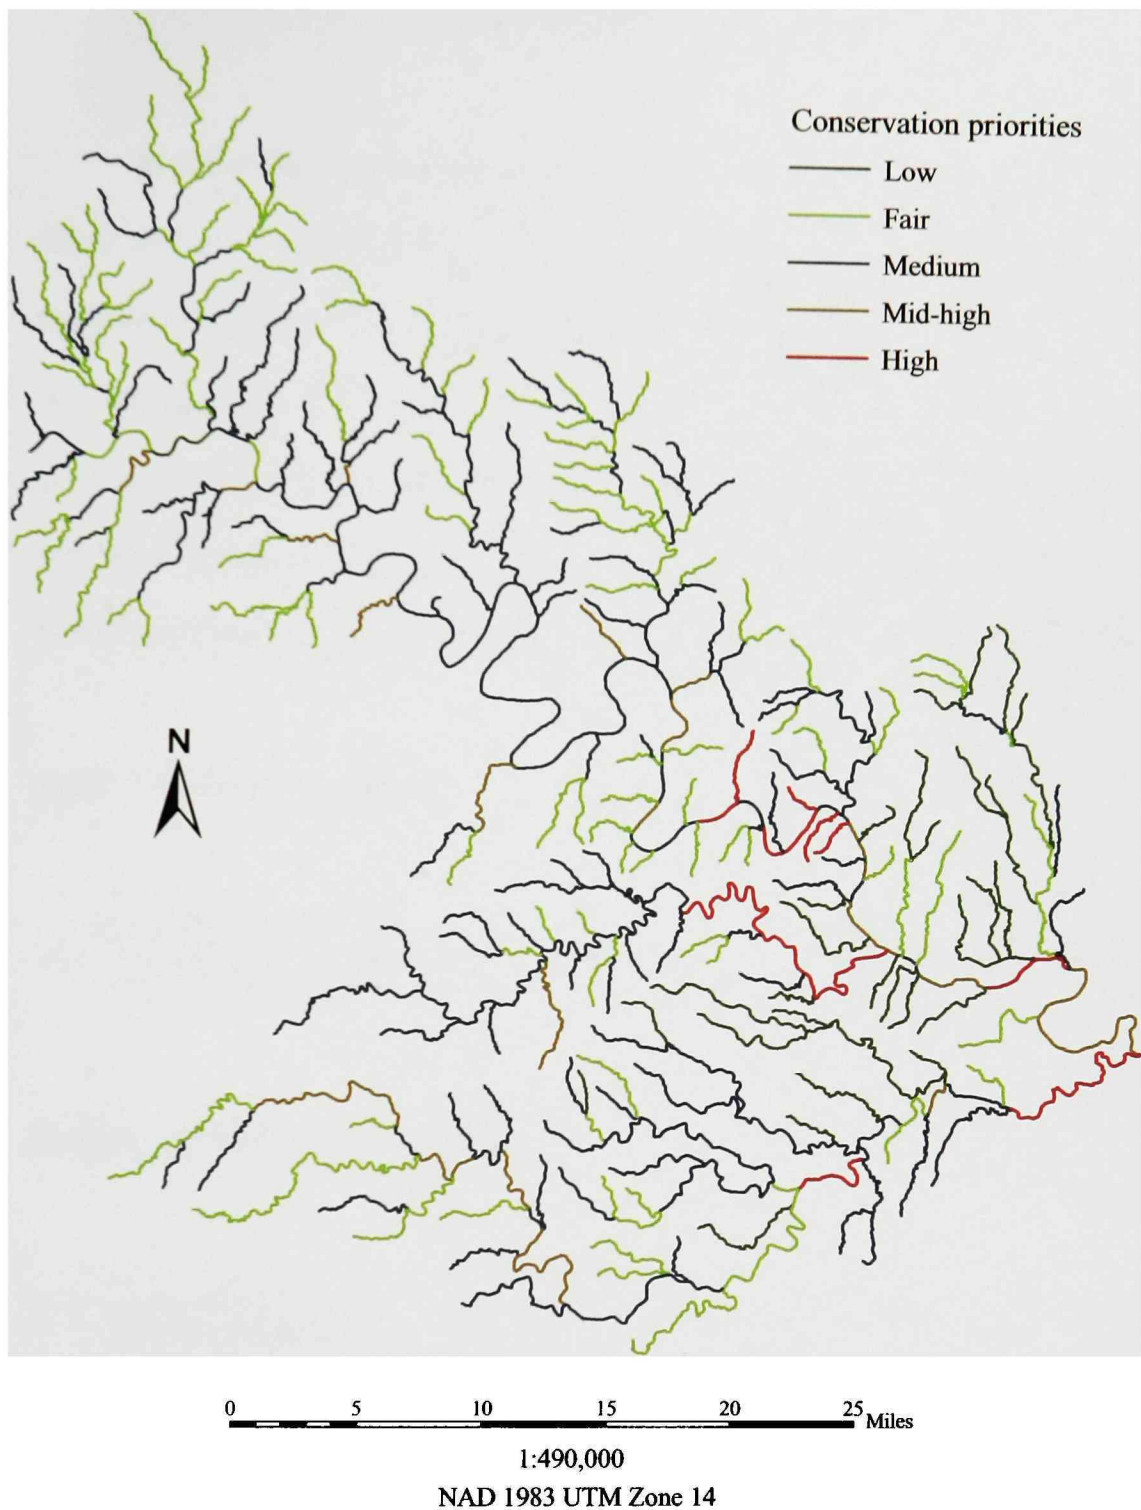 Conservation priorities
Low
Fair
Medium
Mid-high
High
N
0 5 10 15 20 25 Miles
1:490,000
NAD 1983 UTM Zone 14